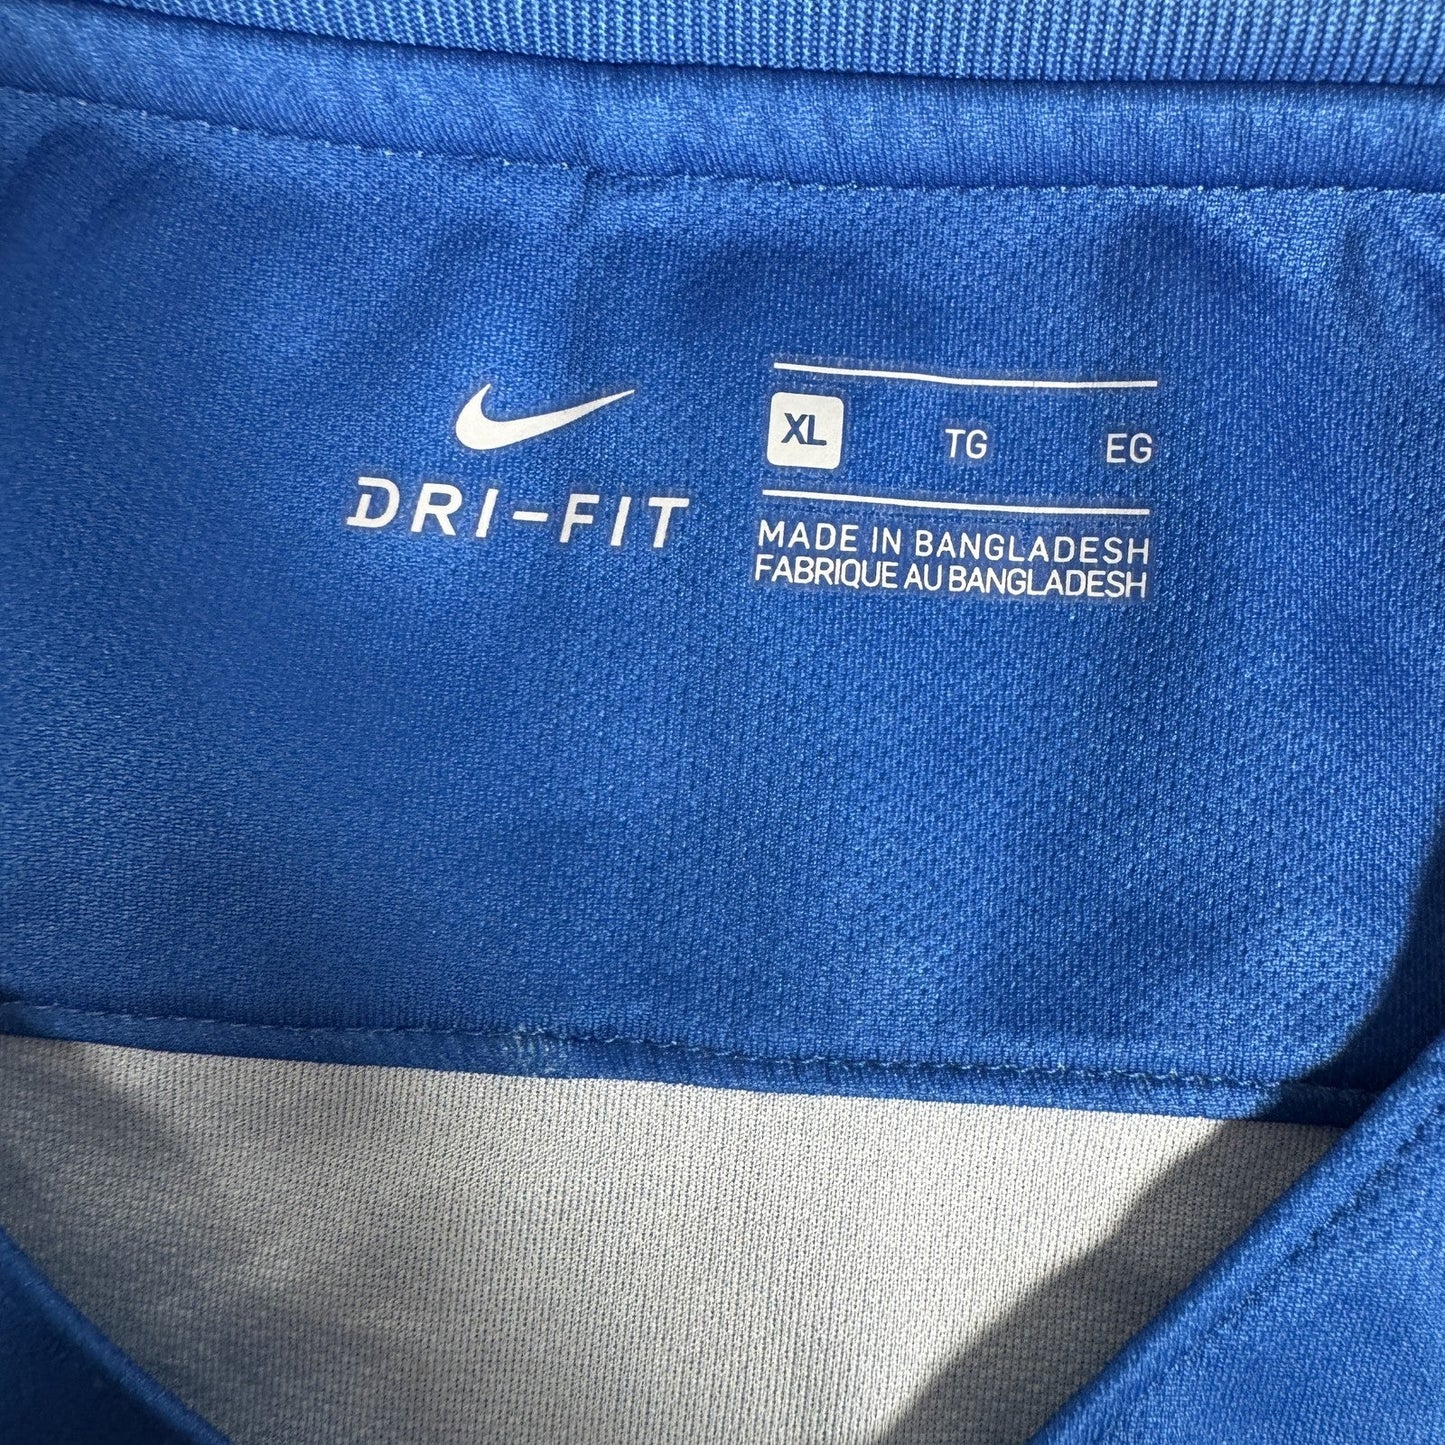 DRI-FIT
XL TG EG
MADE IN BANGLADESH
FABRIQUE AU BANGLADESH